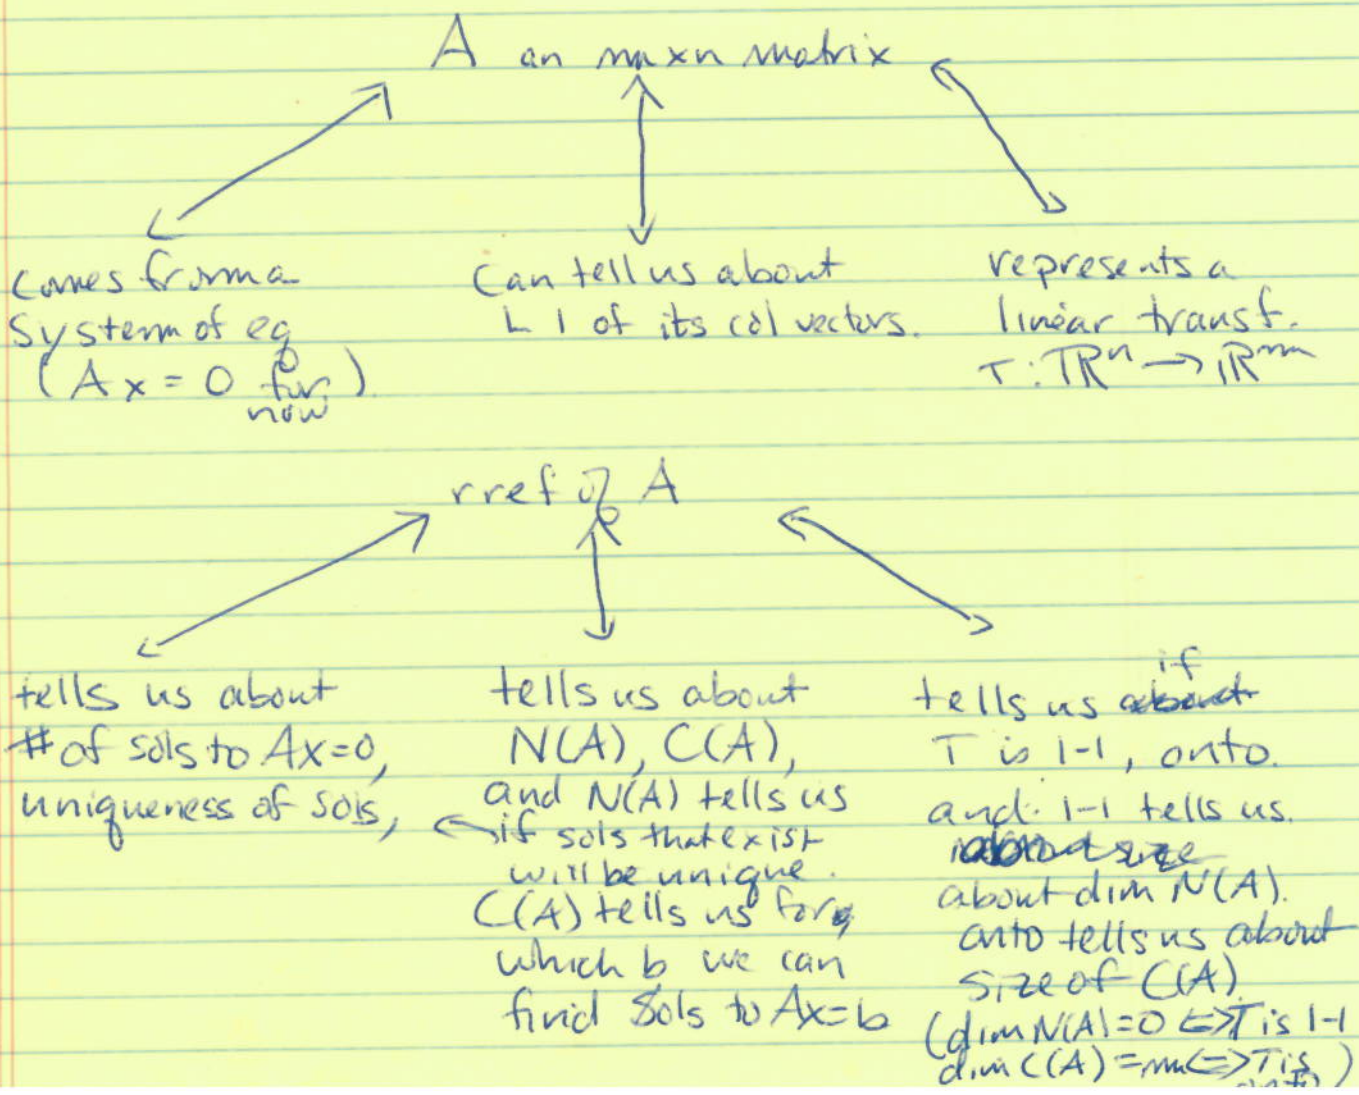 A an mxn matrix
comes from a
system of eq
(Ax = 0 for now)
Can tell us about
L I of its col vectors.
represents a
linear transf.
T: ℝⁿ → ℝᵐ
rref of A
tells us about
# of sols to Ax=0,
uniqueness of sols,
tells us about
N(A), C(A),
and N(A) tells us
if sols that exist
will be unique.
C(A) tells us for
which b we can
find sols to Ax=b
tells us if
T is 1-1, onto.
and 1-1 tells us
about dim N(A).
onto tells us about
size of C(A)
(dim N(A)=0 <=> T is 1-1
dim C(A) = m <=> T is onto)